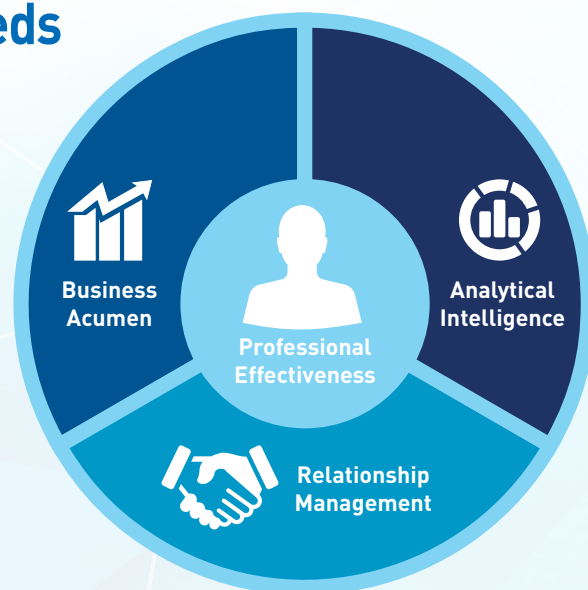 eds
Business
Acumen
Analytical
Intelligence
Professional
Effectiveness
Relationship
Management